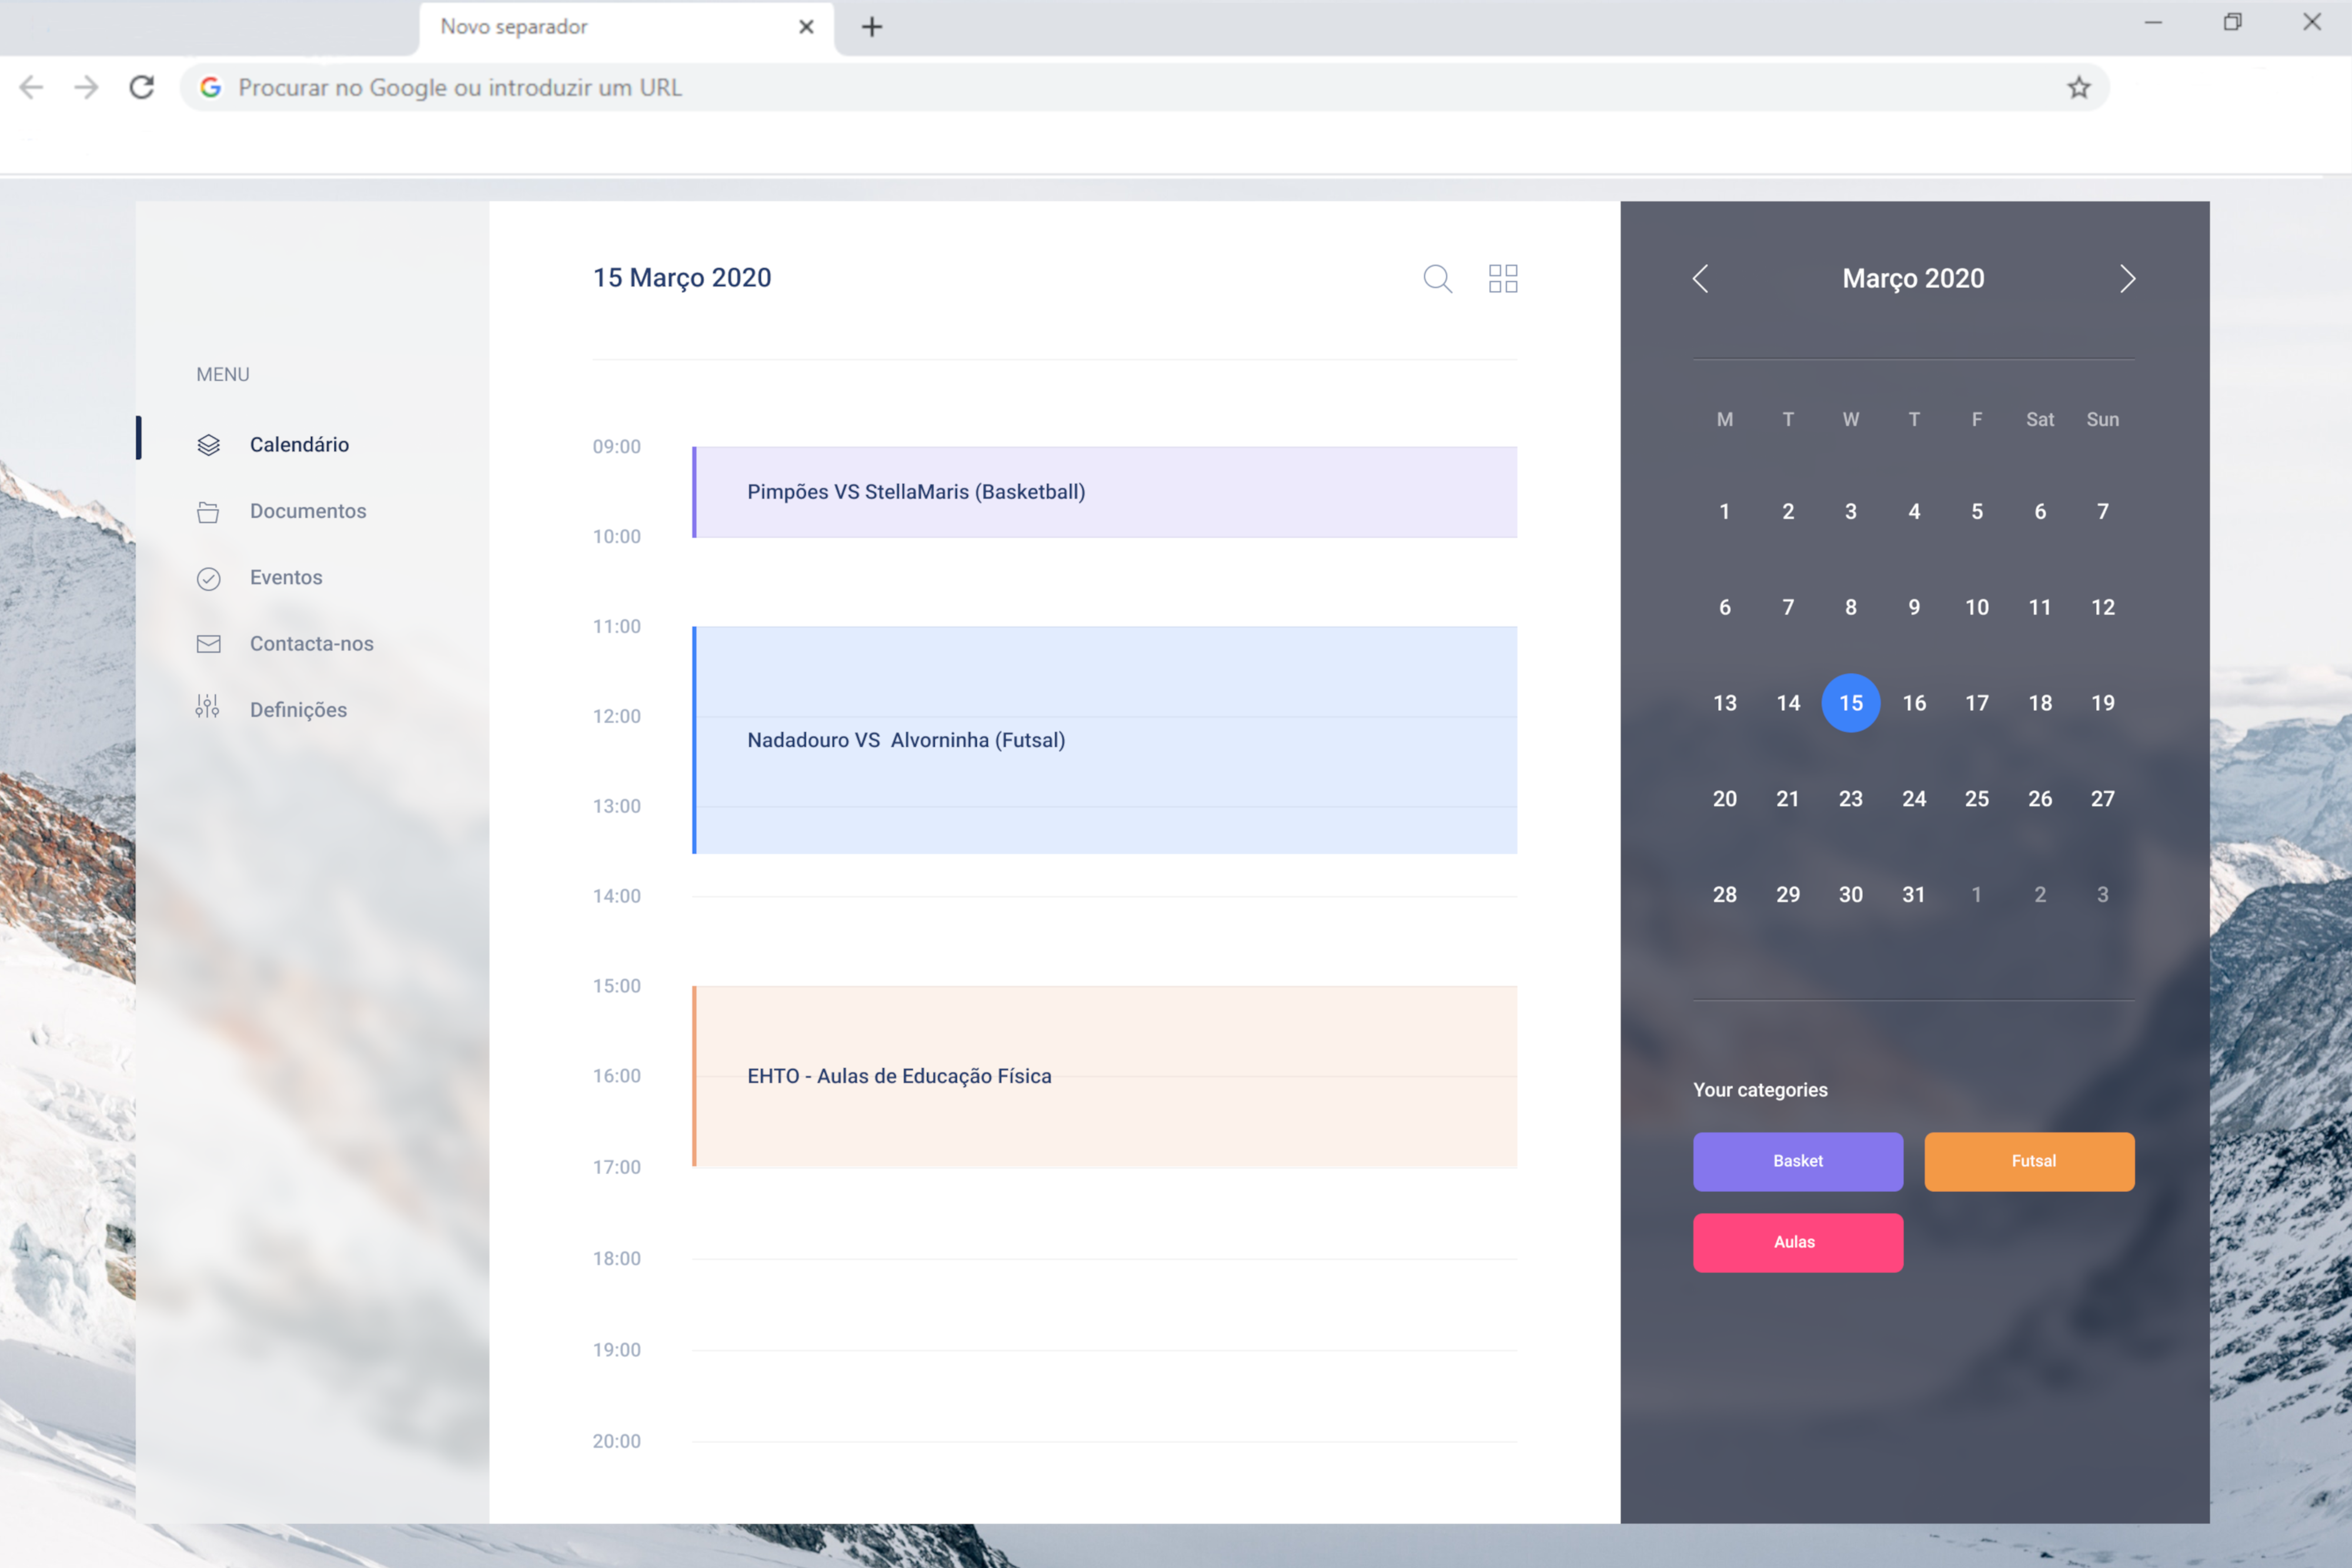 Novo separador
Procurar no Google ou introduzir um URL
MENU
Calendário
Documentos
Eventos
Contacta-nos
Definições
15 Março 2020
09:00
Pimpões VS StellaMaris (Basketball)
10:00
11:00
12:00
Nadadouro VS  Alvorninha (Futsal)
13:00
14:00
15:00
16:00 EHTO - Aulas de Educação Física
17:00
18:00
19:00
20:00
Março 2020
M T W T F Sat Sun
1 2 3 4 5 6 7
6 7 8 9 10 11 12
13 14 15 16 17 18 19
20 21 23 24 25 26 27
28 29 30 31 1 2 3
Your categories
Basket Futsal
Aulas